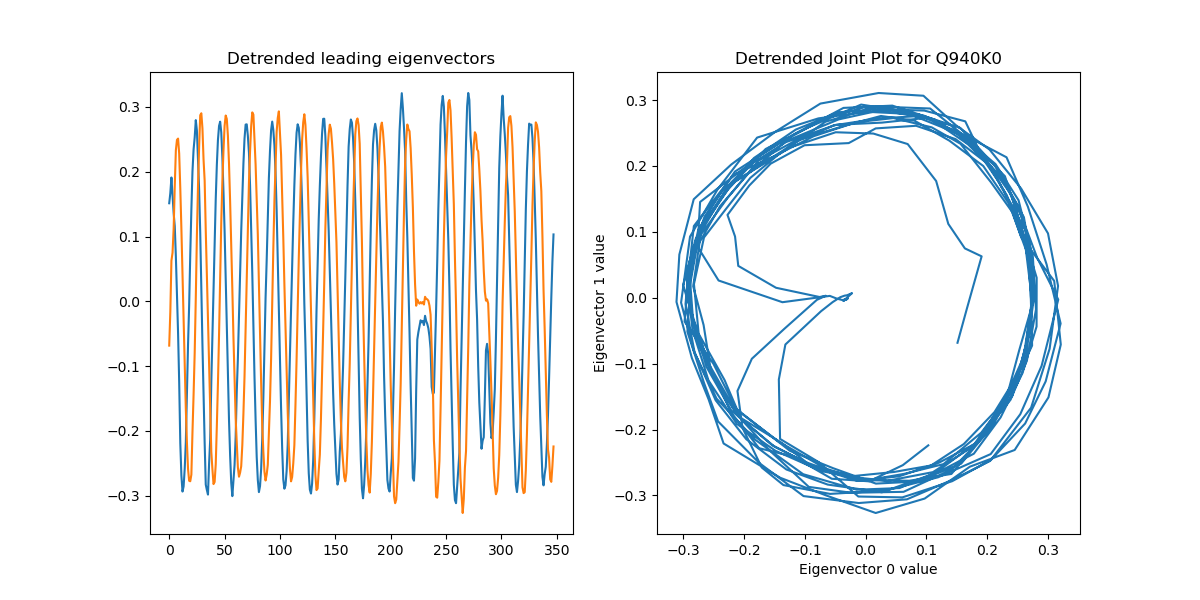 Detrended leading eigenvectors
0.3
0.2
0.1
0.0
−0.1
−0.2
−0.3
0 50 100 150 200 250 300 350
Detrended Joint Plot for Q940K0
Eigenvector 1 value
0.3
0.2
0.1
0.0
−0.1
−0.2
−0.3
−0.3 −0.2 −0.1 0.0 0.1 0.2 0.3
Eigenvector 0 value